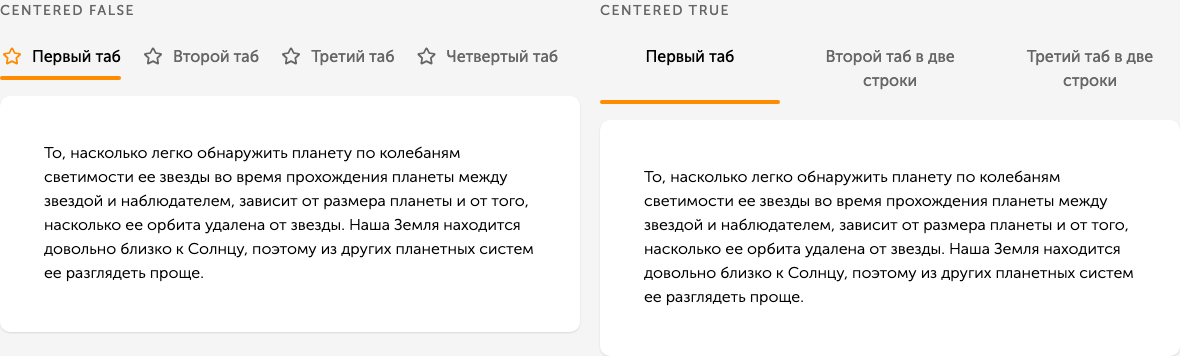 CENTERED FALSE
Первый таб
Второй таб
Третий таб
Четвертый таб
То, насколько легко обнаружить планету по колебаням
светимости ее звезды во время прохождения планеты между
звездой и наблюдателем, зависит от размера планеты и от того,
насколько ее орбита удалена от звезды. Наша Земля находится
довольно близко к Солнцу, поэтому из других планетных систем
ее разглядеть проще.
CENTERED TRUE
Первый таб
Второй таб в две
строки
Третий таб в две
строки
То, насколько легко обнаружить планету по колебаням
светимости ее звезды во время прохождения планеты между
звездой и наблюдателем, зависит от размера планеты и от того,
насколько ее орбита удалена от звезды. Наша Земля находится
довольно близко к Солнцу, поэтому из других планетных систем
ее разглядеть проще.